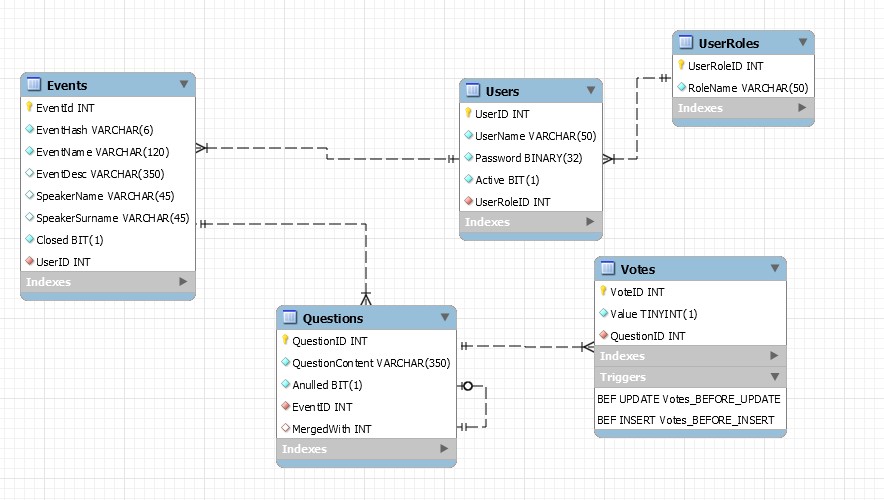 Events
EventId INT
EventHash VARCHAR(6)
EventName VARCHAR(120)
EventDesc VARCHAR(350)
SpeakerName VARCHAR(45)
SpeakerSurname VARCHAR(45)
Closed BIT(1)
UserID INT
Indexes
Users
UserID INT
UserName VARCHAR(50)
Password BINARY(32)
Active BIT(1)
UserRoleID INT
Indexes
UserRoles
UserRoleID INT
RoleName VARCHAR(50)
Indexes
Questions
QuestionID INT
QuestionContent VARCHAR(350)
Anulled BIT(1)
EventID INT
MergedWith INT
Indexes
Votes
VoteID INT
Value TINYINT(1)
QuestionID INT
Indexes
Triggers
BEF UPDATE Votes_BEFORE_UPDATE
BEF INSERT Votes_BEFORE_INSERT